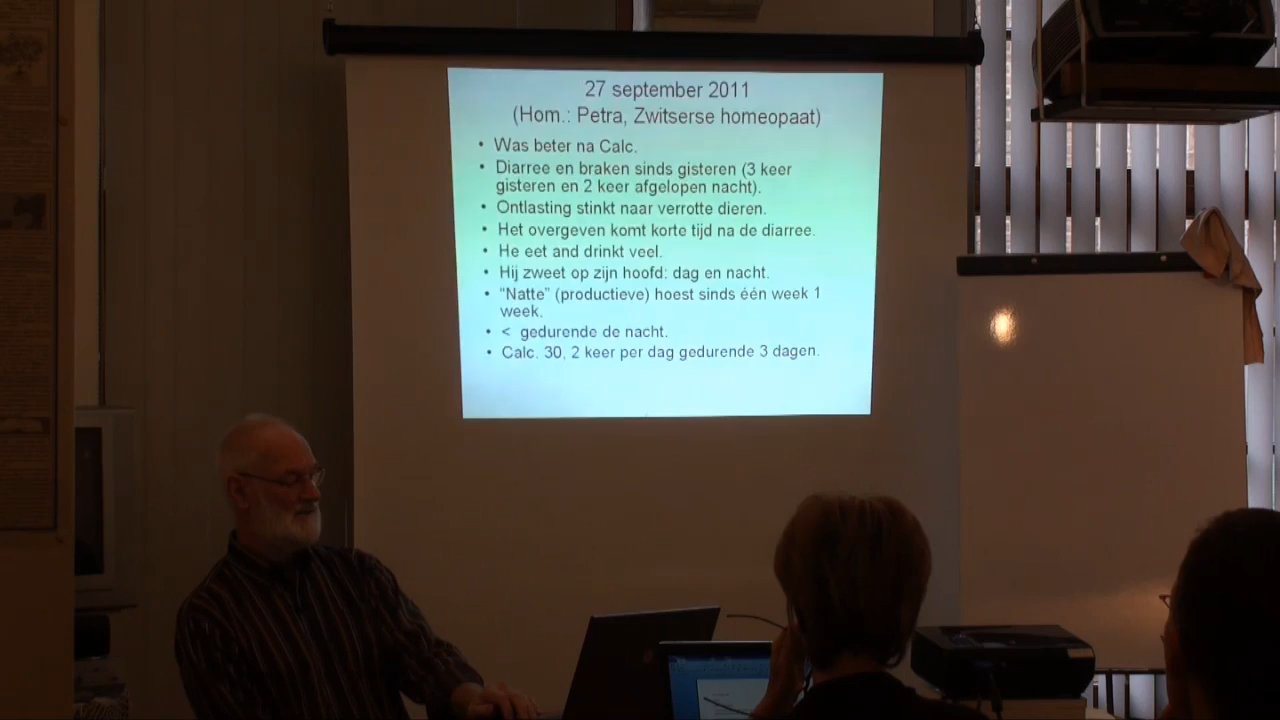 27 september 2011
(Hom.: Petra, Zwitserse homeopaat)
• Was beter na Calc.
• Diarree en braken sinds gisteren (3 keer
gisteren en 2 keer afgelopen nacht).
• Ontlasting stinkt naar verrotte dieren.
• Het overgeven komt korte tijd na de diarree.
• He eet and drinkt veel.
• Hij zweet op zijn hoofd: dag en nacht.
• “Natte” (productieve) hoest sinds één week 1
week.
• < gedurende de nacht.
• Calc. 30, 2 keer per dag gedurende 3 dagen.